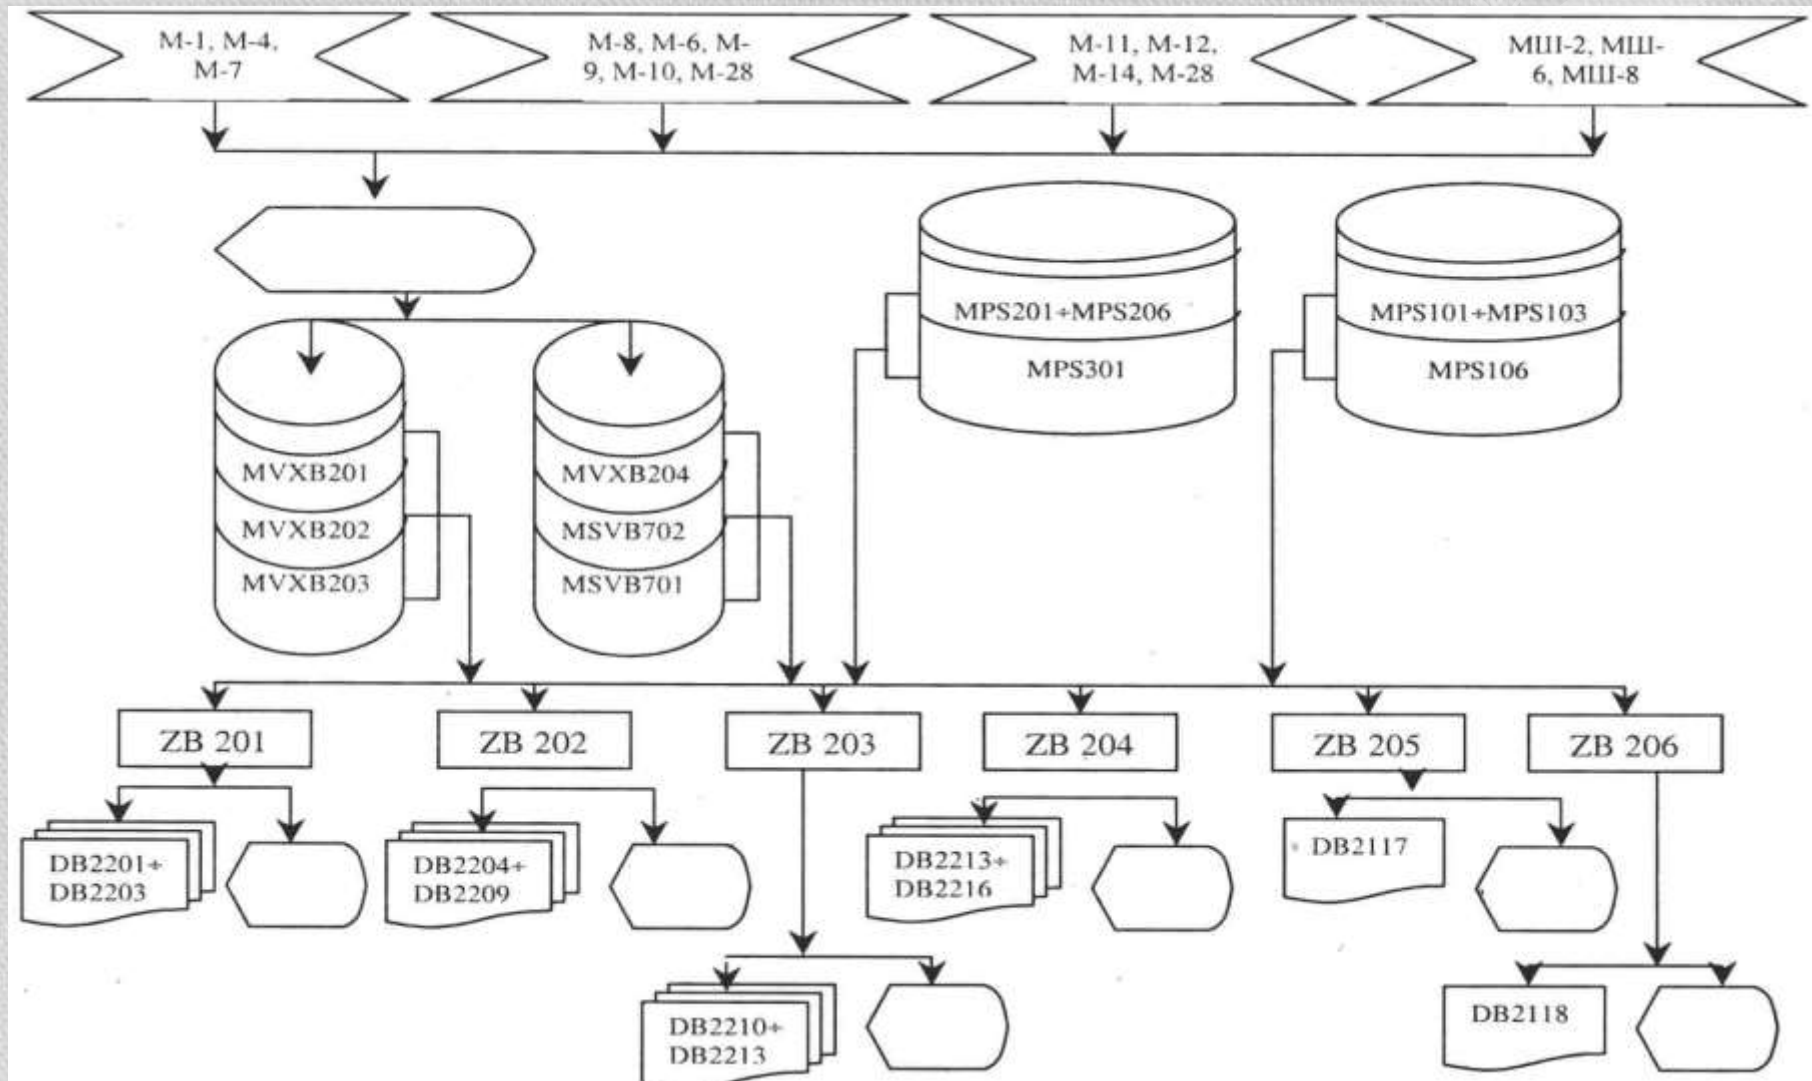 М-1, М-4,
М-7
М-8, М-6, М-
9, М-10, М-28
М-11, М-12,
М-14, М-28
МШ-2, МШ-
6, МШ-8
MPS201÷MPS206
MPS301
MPS101÷MPS103
MPS106
MVXB201
MVXB202
MVXB203
MVXB204
MSVB702
MSVB701
ZB 201
ZB 202
ZB 203
ZB 204
ZB 205
ZB 206
DB2201÷
DB2203
DB2204÷
DB2209
DB2213÷
DB2216
DB2117
DB2210÷
DB2213
DB2118